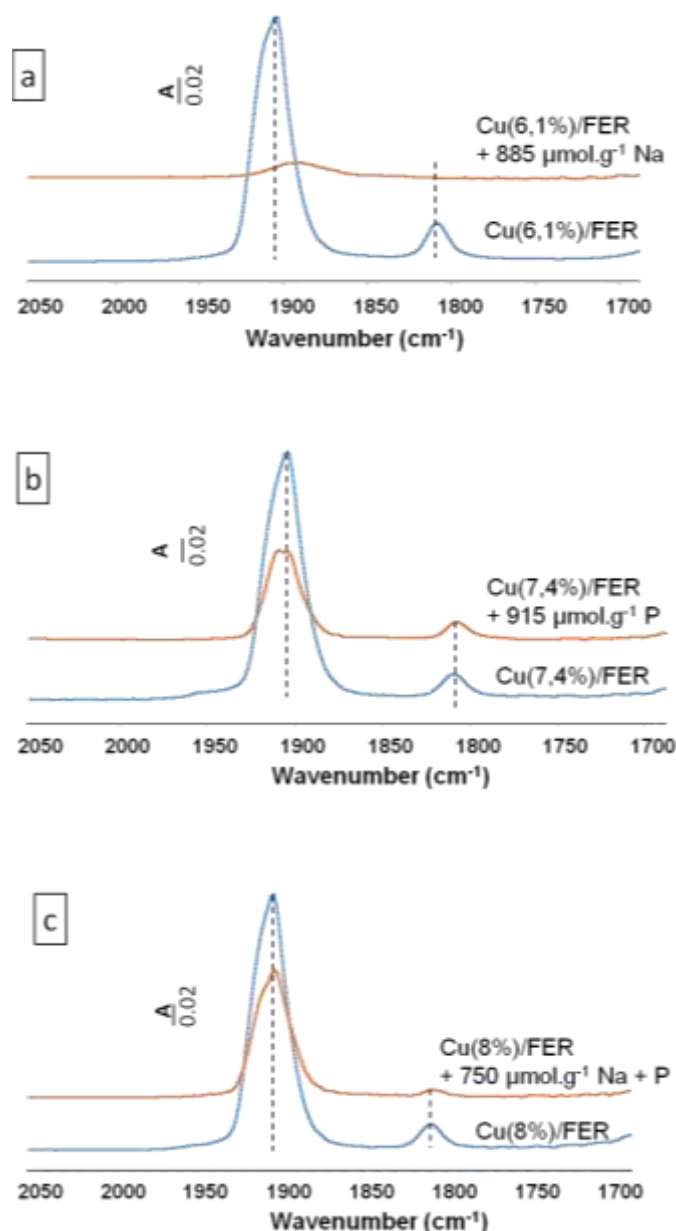 a
A
0.02
Cu(6,1%)/FER
+ 885 µmol.g⁻¹ Na
Cu(6,1%)/FER
2050 2000 1950 1900 1850 1800 1750 1700
Wavenumber (cm⁻¹)
b
A
0.02
Cu(7,4%)/FER
+ 915 µmol.g⁻¹ P
Cu(7,4%)/FER
2050 2000 1950 1900 1850 1800 1750 1700
Wavenumber (cm⁻¹)
c
A
0.02
Cu(8%)/FER
+ 750 µmol.g⁻¹ Na + P
Cu(8%)/FER
2050 2000 1950 1900 1850 1800 1750 1700
Wavenumber (cm⁻¹)